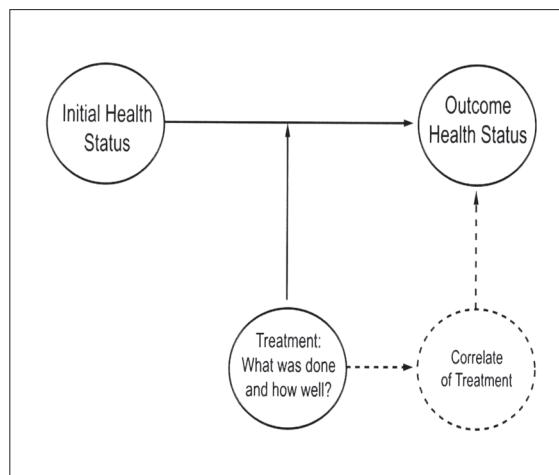 Initial Health
Status
Outcome
Health Status
Treatment:
What was done
and how well?
Correlate
of Treatment